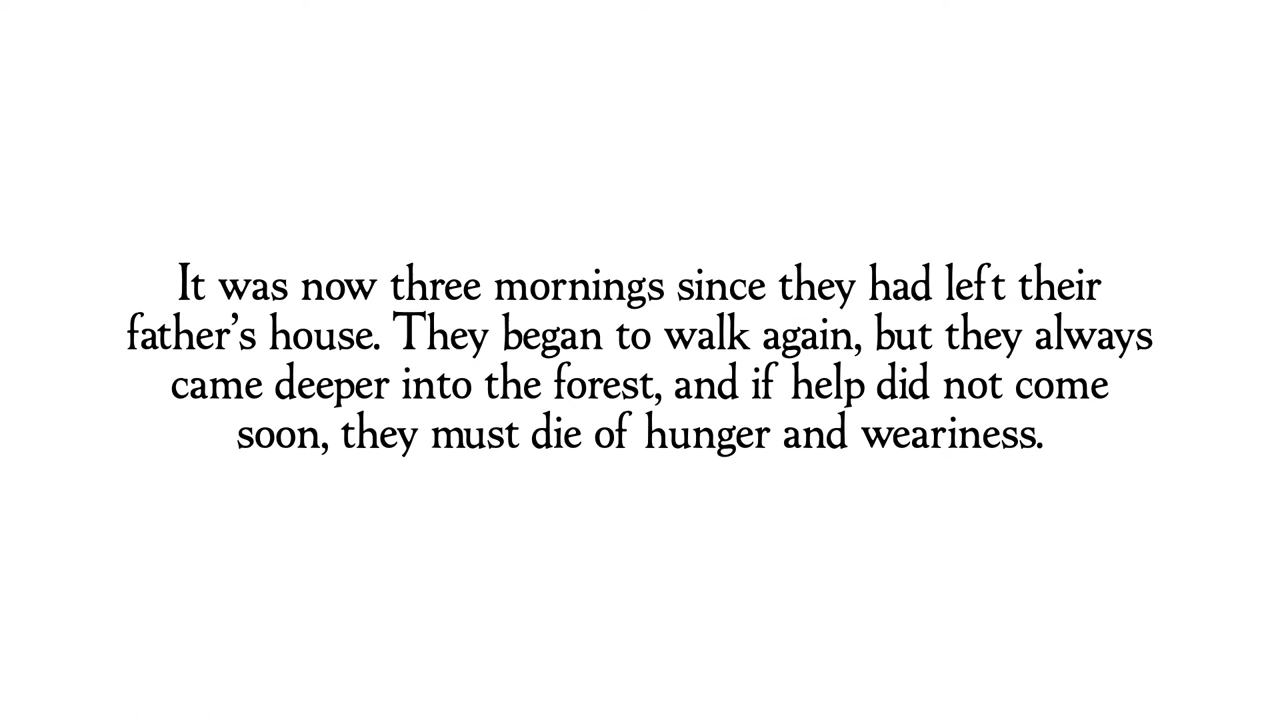 It was now three mornings since they had left their
father’s house. They began to walk again, but they always
came deeper into the forest, and if help did not come
soon, they must die of hunger and weariness.